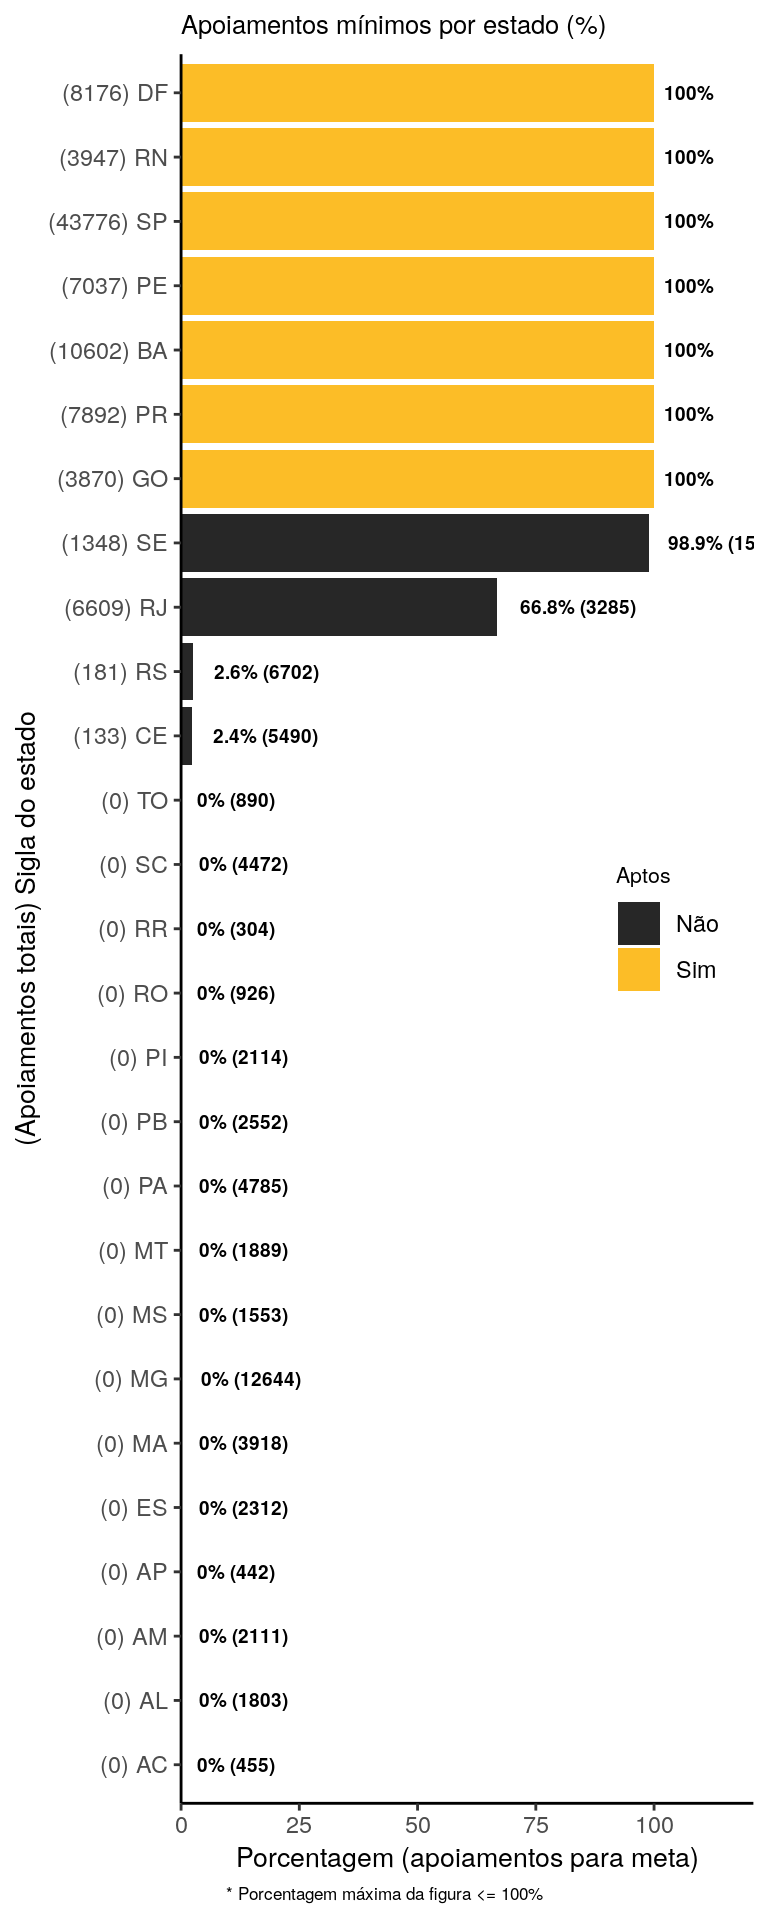 Apoiamentos mínimos por estado (%)
(8176) DF 100%
(3947) RN 100%
(43776) SP 100%
(7037) PE 100%
(10602) BA 100%
(7892) PR 100%
(3870) GO 100%
(1348) SE 98.9% (15
(6609) RJ 66.8% (3285)
(181) RS 2.6% (6702)
(133) CE 2.4% (5490)
(0) TO 0% (890)
(0) SC 0% (4472)
(0) RR 0% (304)
(0) RO 0% (926)
(0) PI 0% (2114)
(0) PB 0% (2552)
(0) PA 0% (4785)
(0) MT 0% (1889)
(0) MS 0% (1553)
(0) MG 0% (12644)
(0) MA 0% (3918)
(0) ES 0% (2312)
(0) AP 0% (442)
(0) AM 0% (2111)
(0) AL 0% (1803)
(0) AC 0% (455)
(Apoiamentos totais) Sigla do estado
Aptos
Não
Sim
0 25 50 75 100
Porcentagem (apoiamentos para meta)
* Porcentagem máxima da figura <= 100%